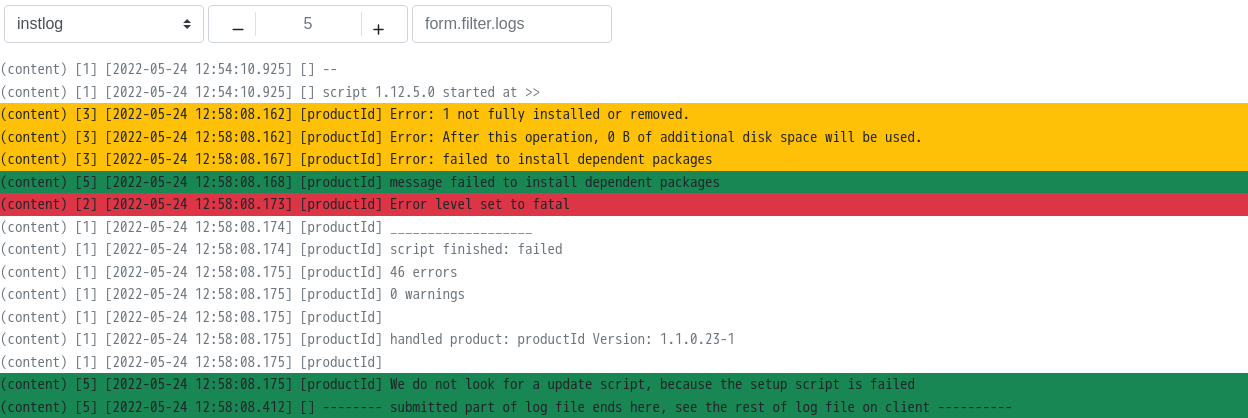 instlog − 5 + form.filter.logs
(content) [1] [2022-05-24 12:54:10.925] [] --
(content) [1] [2022-05-24 12:54:10.925] [] script 1.12.5.0 started at >>
(content) [3] [2022-05-24 12:58:08.162] [productId] Error: 1 not fully installed or removed.
(content) [3] [2022-05-24 12:58:08.162] [productId] Error: After this operation, 0 B of additional disk space will be used.
(content) [3] [2022-05-24 12:58:08.167] [productId] Error: failed to install dependent packages
(content) [5] [2022-05-24 12:58:08.168] [productId] message failed to install dependent packages
(content) [2] [2022-05-24 12:58:08.173] [productId] Error level set to fatal
(content) [1] [2022-05-24 12:58:08.174] [productId] ___________________
(content) [1] [2022-05-24 12:58:08.174] [productId] script finished: failed
(content) [1] [2022-05-24 12:58:08.175] [productId] 46 errors
(content) [1] [2022-05-24 12:58:08.175] [productId] 0 warnings
(content) [1] [2022-05-24 12:58:08.175] [productId]
(content) [1] [2022-05-24 12:58:08.175] [productId] handled product: productId Version: 1.1.0.23-1
(content) [1] [2022-05-24 12:58:08.175] [productId]
(content) [5] [2022-05-24 12:58:08.175] [productId] We do not look for a update script, because the setup script is failed
(content) [5] [2022-05-24 12:58:08.412] [] -------- submitted part of log file ends here, see the rest of log file on client ----------